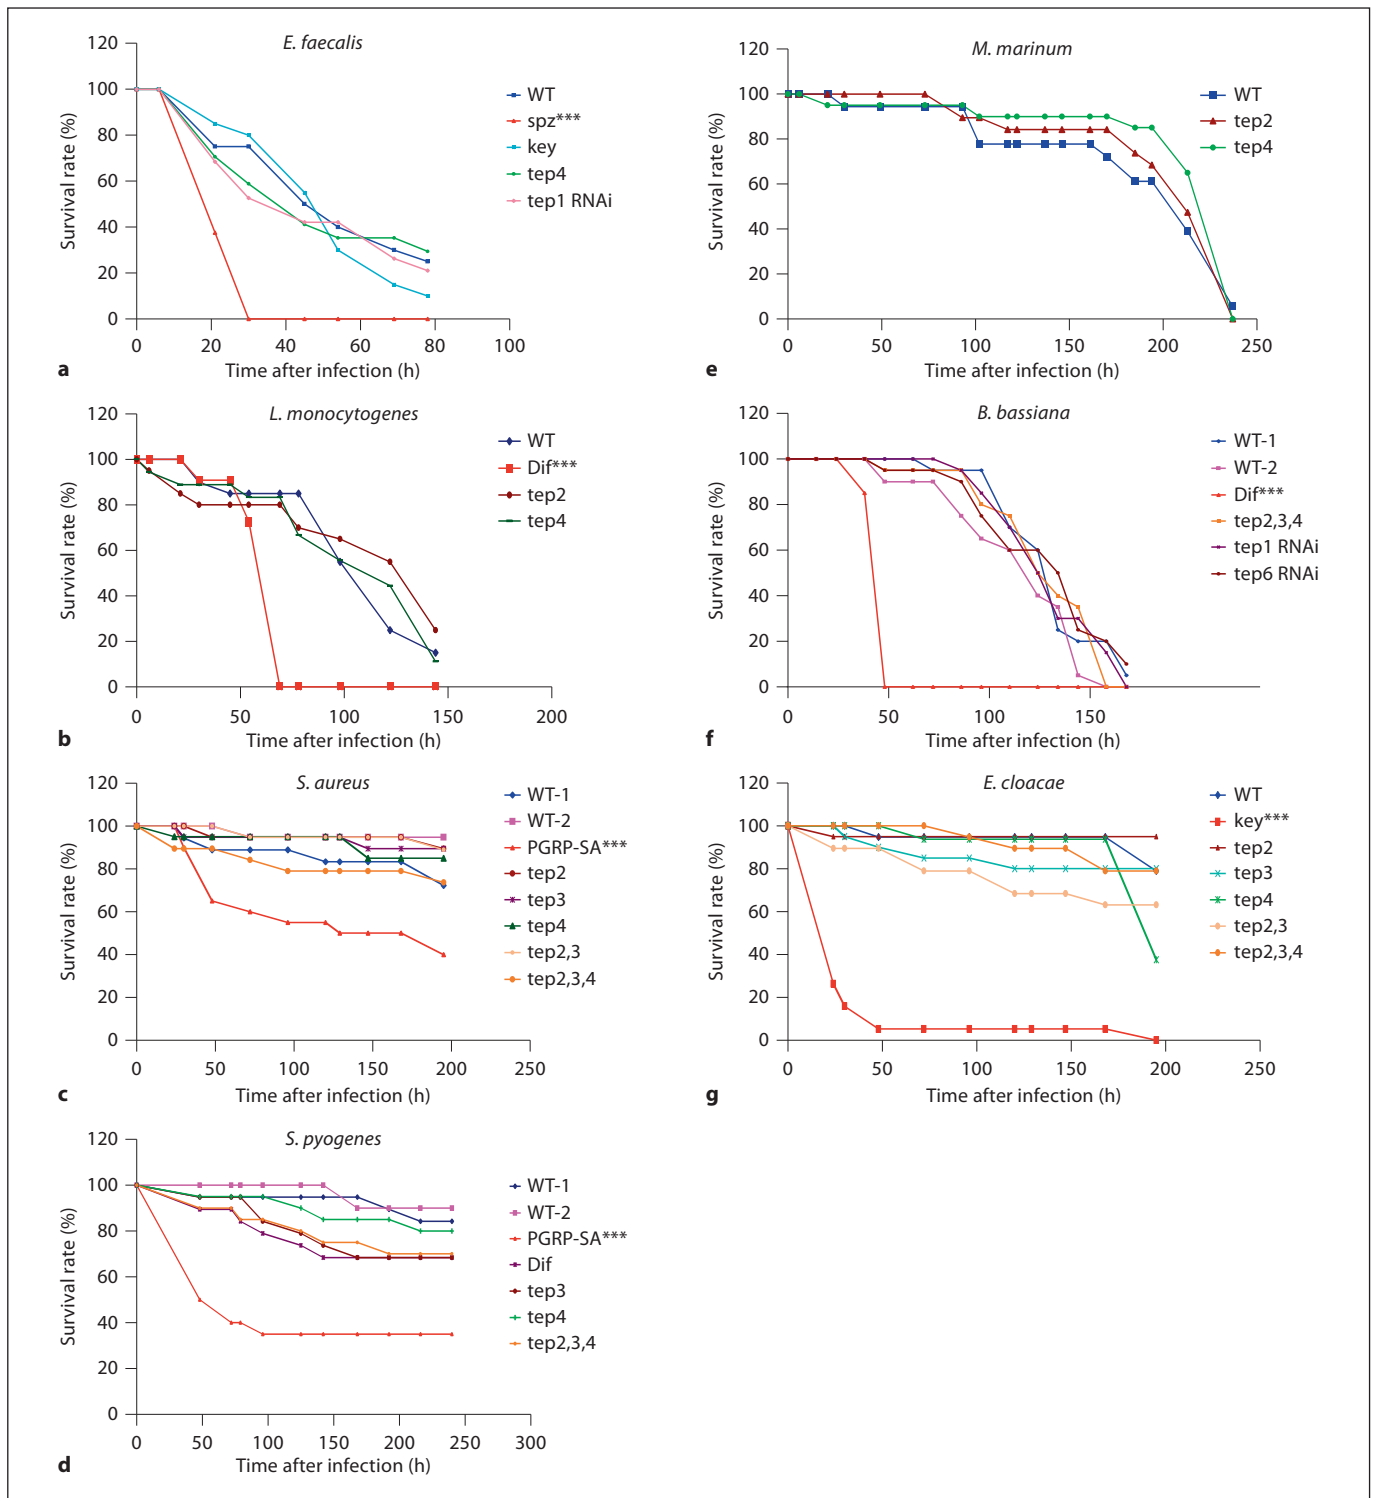 E. faecalis
120
100
80
60
40
20
0
Survival rate (%)
0 20 40 60 80 100
Time after infection (h)
WT
spz***
key
tep4
tep1 RNAi
a
L. monocytogenes
120
100
80
60
40
20
0
Survival rate (%)
0 50 100 150 200
Time after infection (h)
WT
Dif***
tep2
tep4
b
S. aureus
120
100
80
60
40
20
0
Survival rate (%)
0 50 100 150 200 250
Time after infection (h)
WT-1
WT-2
PGRP-SA***
tep2
tep3
tep4
tep2,3
tep2,3,4
c
S. pyogenes
120
100
80
60
40
20
0
Survival rate (%)
0 50 100 150 200 250 300
Time after infection (h)
WT-1
WT-2
PGRP-SA***
Dif
tep3
tep4
tep2,3,4
d
M. marinum
120
100
80
60
40
20
0
Survival rate (%)
0 50 100 150 200 250
Time after infection (h)
WT
tep2
tep4
e
B. bassiana
120
100
80
60
40
20
0
Survival rate (%)
0 50 100 150
Time after infection (h)
WT-1
WT-2
Dif***
tep2,3,4
tep1 RNAi
tep6 RNAi
f
E. cloacae
120
100
80
60
40
20
0
Survival rate (%)
0 50 100 150 200 250
Time after infection (h)
WT
key***
tep2
tep3
tep4
tep2,3
tep2,3,4
g